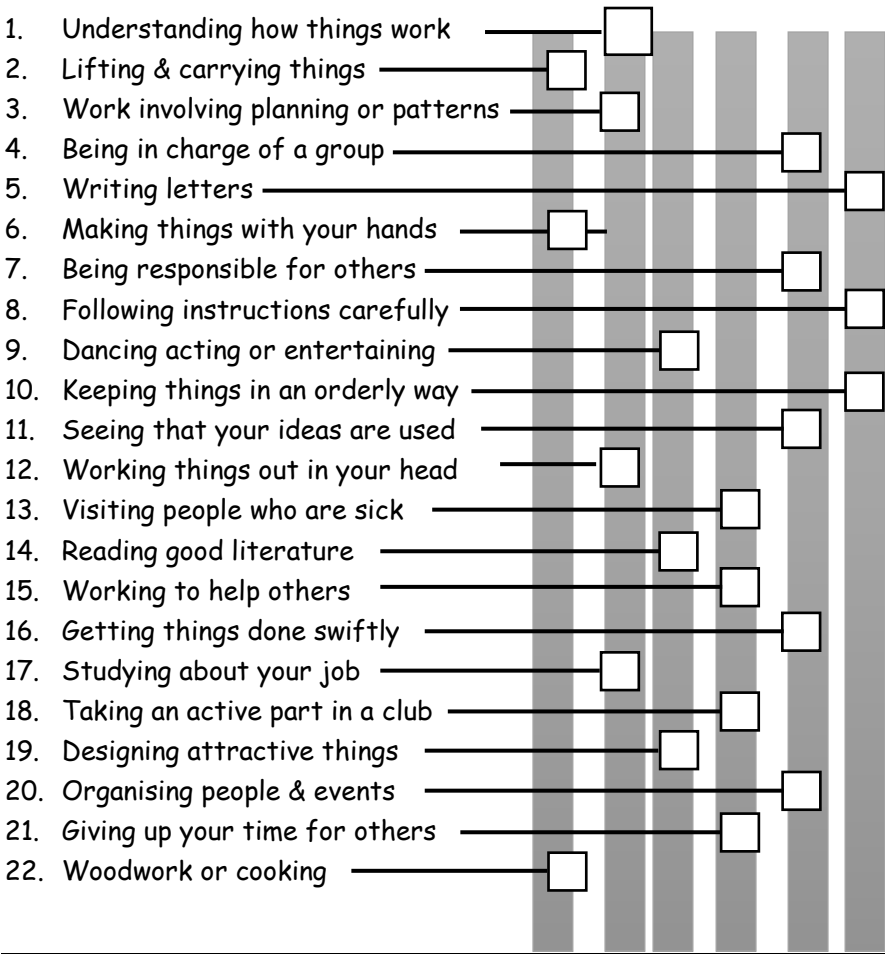 1. Understanding how things work
2. Lifting & carrying things
3. Work involving planning or patterns
4. Being in charge of a group
5. Writing letters
6. Making things with your hands
7. Being responsible for others
8. Following instructions carefully
9. Dancing acting or entertaining
10. Keeping things in an orderly way
11. Seeing that your ideas are used
12. Working things out in your head
13. Visiting people who are sick
14. Reading good literature
15. Working to help others
16. Getting things done swiftly
17. Studying about your job
18. Taking an active part in a club
19. Designing attractive things
20. Organising people & events
21. Giving up your time for others
22. Woodwork or cooking